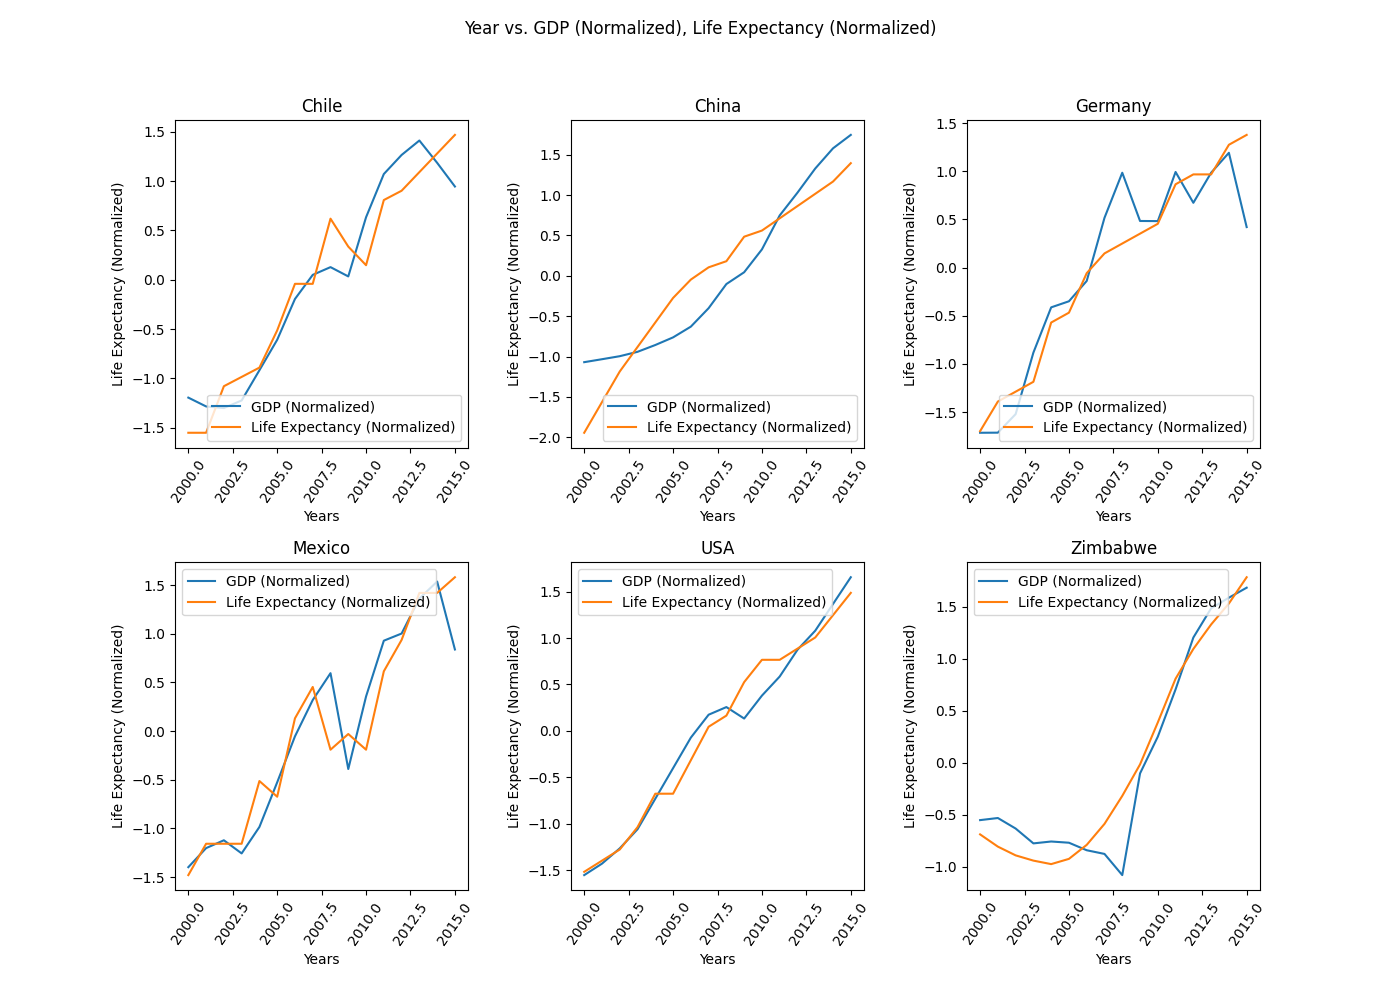 Year vs. GDP (Normalized), Life Expectancy (Normalized)
Chile
Life Expectancy (Normalized)
1.5
1.0
0.5
0.0
−0.5
−1.0
−1.5
GDP (Normalized)
Life Expectancy (Normalized)
2000.0 2002.5 2005.0 2007.5 2010.0 2012.5 2015.0
Years
China
Life Expectancy (Normalized)
1.5
1.0
0.5
0.0
−0.5
−1.0
−1.5
−2.0
GDP (Normalized)
Life Expectancy (Normalized)
2000.0 2002.5 2005.0 2007.5 2010.0 2012.5 2015.0
Years
Germany
Life Expectancy (Normalized)
1.5
1.0
0.5
0.0
−0.5
−1.0
−1.5
GDP (Normalized)
Life Expectancy (Normalized)
2000.0 2002.5 2005.0 2007.5 2010.0 2012.5 2015.0
Years
Mexico
Life Expectancy (Normalized)
1.5
1.0
0.5
0.0
−0.5
−1.0
−1.5
GDP (Normalized)
Life Expectancy (Normalized)
2000.0 2002.5 2005.0 2007.5 2010.0 2012.5 2015.0
Years
USA
Life Expectancy (Normalized)
1.5
1.0
0.5
0.0
−0.5
−1.0
−1.5
GDP (Normalized)
Life Expectancy (Normalized)
2000.0 2002.5 2005.0 2007.5 2010.0 2012.5 2015.0
Years
Zimbabwe
Life Expectancy (Normalized)
1.5
1.0
0.5
0.0
−0.5
−1.0
GDP (Normalized)
Life Expectancy (Normalized)
2000.0 2002.5 2005.0 2007.5 2010.0 2012.5 2015.0
Years